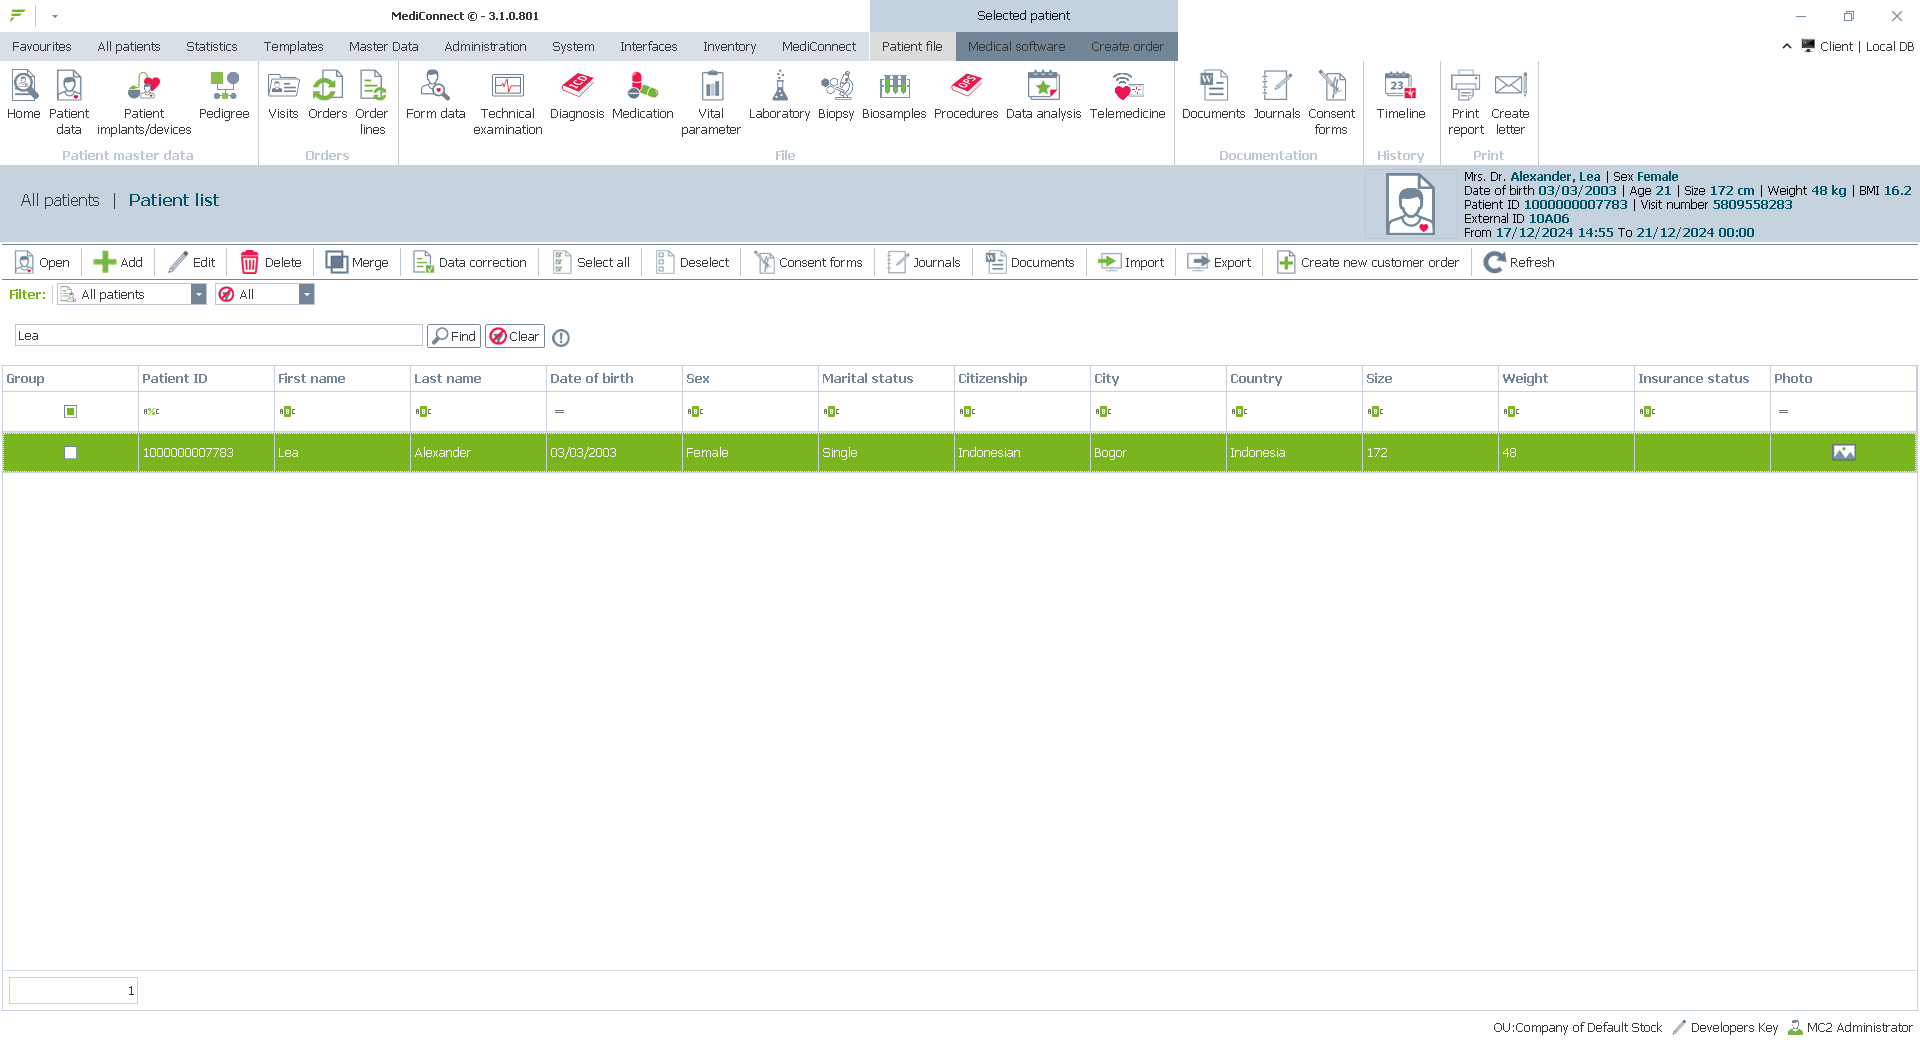 MediConnect © - 3.1.0.801
Selected patient
Favourites All patients Statistics Templates Master Data Administration System Interfaces Inventory MediConnect Patient file Medical software Create order
Client | Local DB
Home Patient data Patient implants/devices Pedigree Visits Orders Order lines Form data Technical examination Diagnosis Medication Vital parameter Laboratory Biopsy Biosamples Procedures Data analysis Telemedicine Documents Journals Consent forms Timeline Print report Create letter
Patient master data Orders File Documentation History Print
All patients | Patient list
Mrs. Dr. Alexander, Lea | Sex Female
Date of birth 03/03/2003 | Age 21 | Size 172 cm | Weight 48 kg | BMI 16.2
Patient ID 1000000007783 | Visit number 5809558283
External ID 10A06
From 17/12/2024 14:55 To 21/12/2024 00:00
Open Add Edit Delete Merge Data correction Select all Deselect Consent forms Journals Documents Import Export Create new customer order Refresh
Filter: All patients All
Lea Find Clear
Group Patient ID First name Last name Date of birth Sex Marital status Citizenship City Country Size Weight Insurance status Photo
1000000007783 Lea Alexander 03/03/2003 Female Single Indonesian Bogor Indonesia 172 48
1
OU:Company of Default Stock Developers Key MC2 Administrator